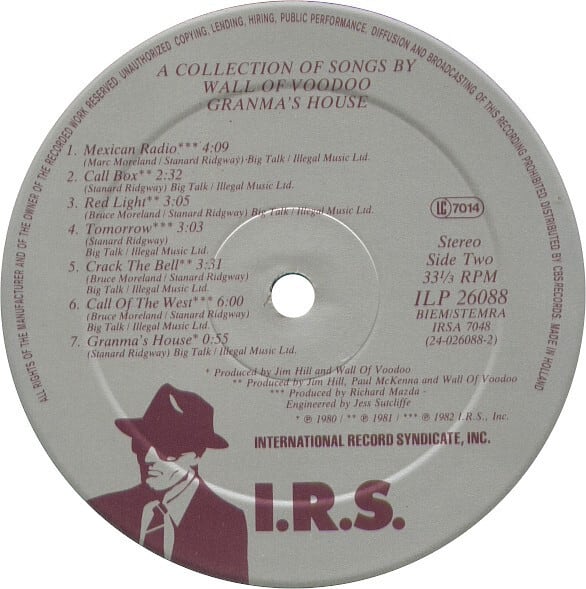 ALL RIGHTS OF THE MANUFACTURER AND OF THE OWNER OF THE RECORDED WORK RESERVED. UNAUTHORIZED COPYING, LENDING, HIRING, PUBLIC PERFORMANCE, DIFFUSION AND BROADCASTING OF THIS RECORDING PROHIBITED. DISTRIBUTED BY CBS RECORDS. MADE IN HOLLAND
A COLLECTION OF SONGS BY
WALL OF VOODOO
GRANMA'S HOUSE
1. Mexican Radio*** 4:09
(Marc Moreland / Stanard Ridgway)·Big Talk / Illegal Music Ltd.
2. Call Box** 2:32
(Stanard Ridgway) Big Talk / Illegal Music Ltd.
3. Red Light** 3:05
(Bruce Moreland / Stanard Ridgway) Big Talk / Illegal Music Ltd.
4. Tomorrow*** 3:03
(Stanard Ridgway)
Big Talk / Illegal Music Ltd.
5. Crack The Bell** 3:31
(Bruce Moreland / Stanard Ridgway)
Big Talk / Illegal Music Ltd.
6. Call Of The West*** 6:00
(Bruce Moreland / Stanard Ridgway)
Big Talk / Illegal Music Ltd.
7. Granma's House* 0:55
(Stanard Ridgway) Big Talk / Illegal Music Ltd.
LC 7014
Stereo
Side Two
33 1/3 RPM
ILP 26088
BIEM/STEMRA
IRSA 7048
(24-026088-2)
* Produced by Jim Hill and Wall Of Voodoo
** Produced by Jim Hill, Paul McKenna and Wall Of Voodoo
*** Produced by Richard Mazda -
Engineered by Jess Sutcliffe
* ℗ 1980 / ** ℗ 1981 / *** ℗ 1982 I.R.S., Inc.
INTERNATIONAL RECORD SYNDICATE, INC.
I.R.S.